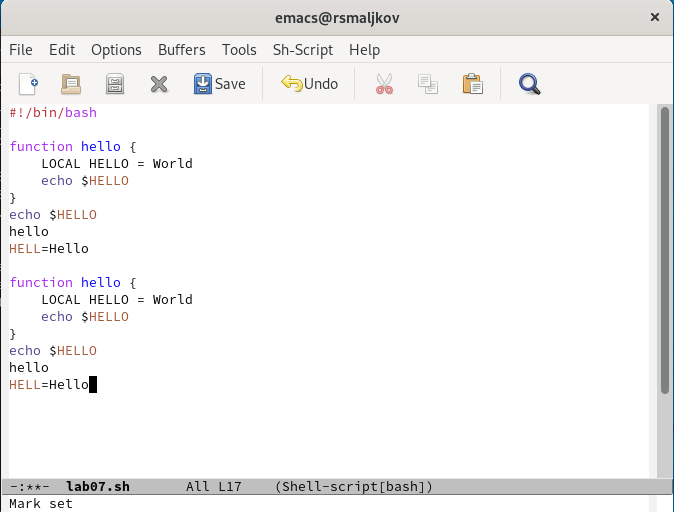 emacs@rsmaljkov ×
File Edit Options Buffers Tools Sh-Script Help
Save Undo
#!/bin/bash
function hello {
    LOCAL HELLO = World
    echo $HELLO
}
echo $HELLO
hello
HELL=Hello
function hello {
    LOCAL HELLO = World
    echo $HELLO
}
echo $HELLO
hello
HELL=Hello
-:**-  lab07.sh       All L17    (Shell-script[bash])
Mark set